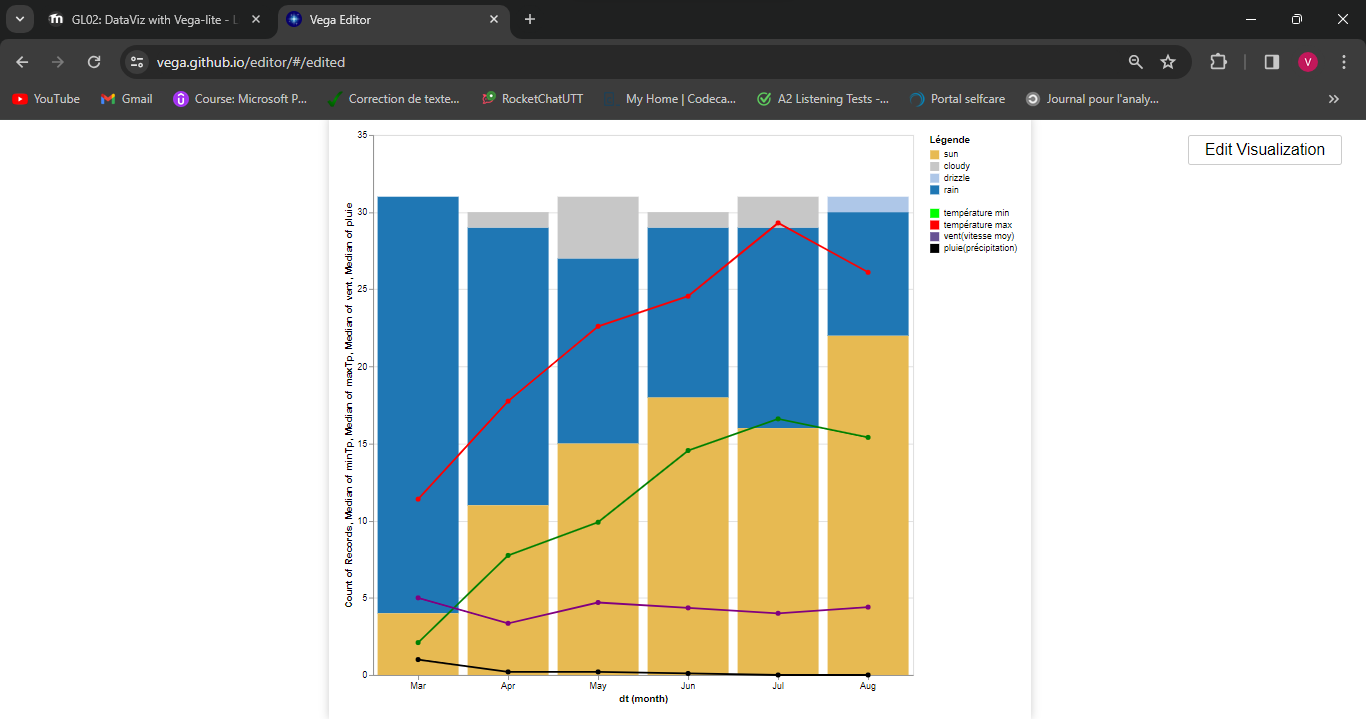 GL02: DataViz with Vega-lite - L
Vega Editor
vega.github.io/editor/#/edited
V
YouTube
Gmail
Course: Microsoft P...
Correction de texte...
RocketChatUTT
My Home | Codeca...
A2 Listening Tests -...
Portal selfcare
Journal pour l'analy...
Edit Visualization
Count of Records, Median of minTp, Median of maxTp, Median of vent, Median of pluie
35
30
25
20
15
10
5
0
Mar Apr May Jun Jul Aug
dt (month)
Légende
sun
cloudy
drizzle
rain
température min
température max
vent(vitesse moy)
pluie(précipitation)